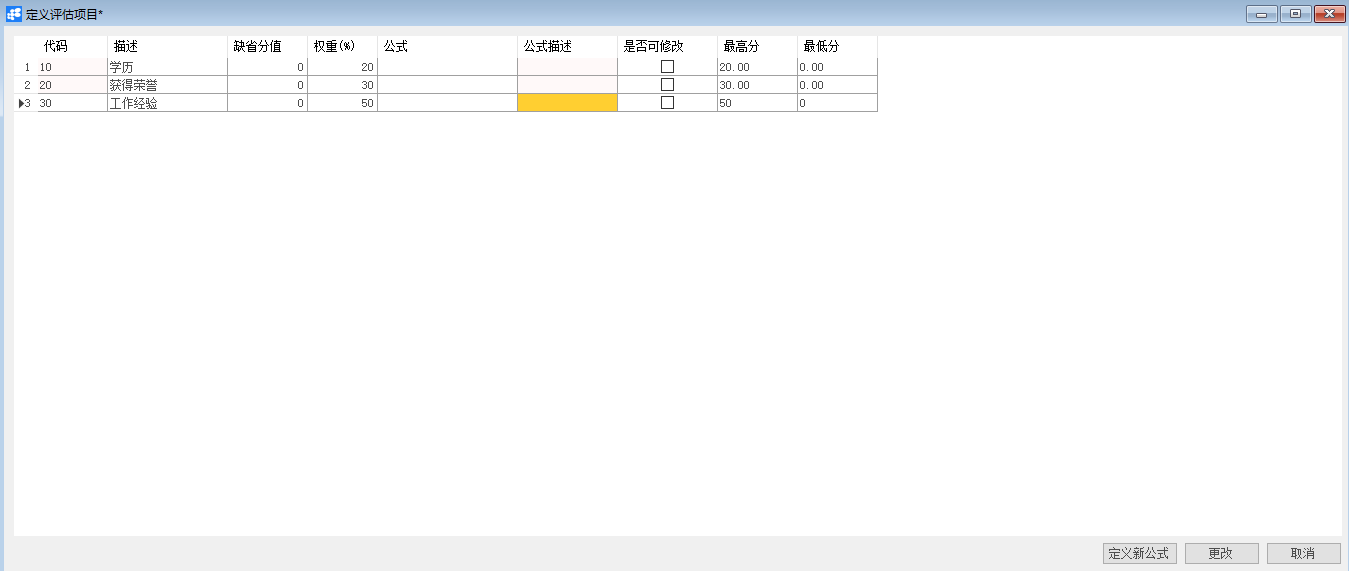 定义评估项目*
代码 描述 缺省分值 权重(%) 公式 公式描述 是否可修改 最高分 最低分
1 10 学历 0 20 20.00 0.00
2 20 获得荣誉 0 30 30.00 0.00
3 30 工作经验 0 50 50 0
定义新公式 更改 取消